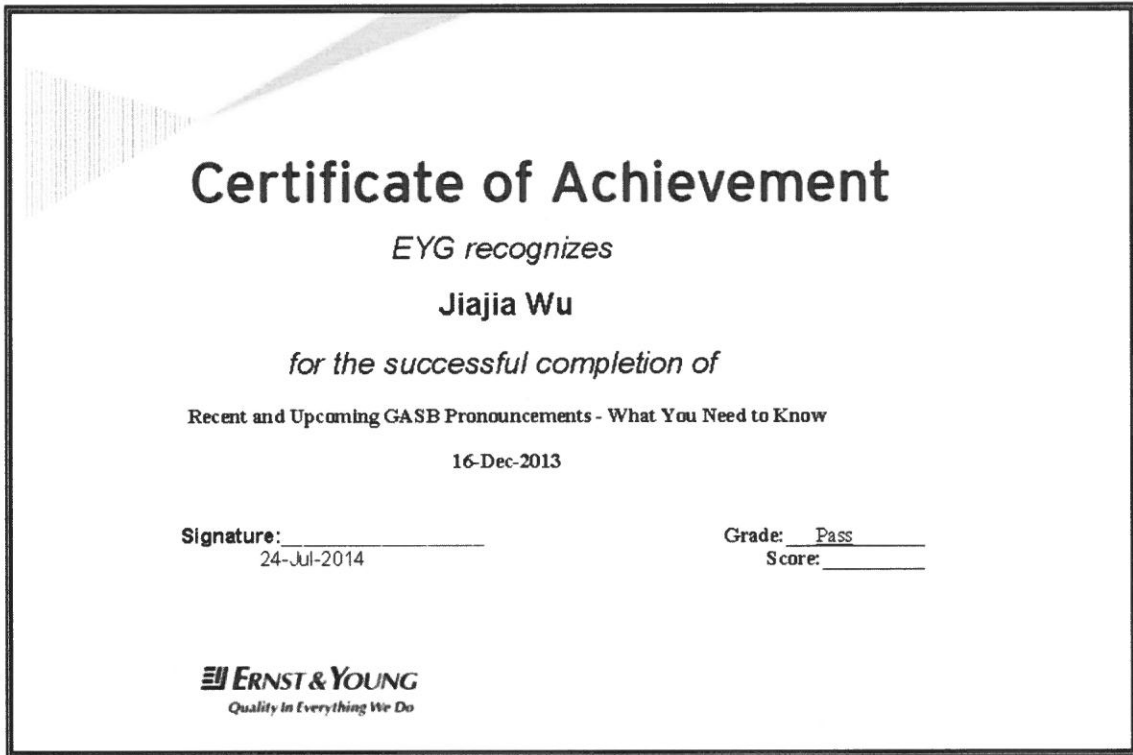 Certificate of Achievement
EYG recognizes
Jiajia Wu
for the successful completion of
Recent and Upcoming GASB Pronouncements - What You Need to Know
16-Dec-2013
Signature:____________________
24-Jul-2014
Grade: Pass
Score:__________
ERNST & YOUNG
Quality In Everything We Do